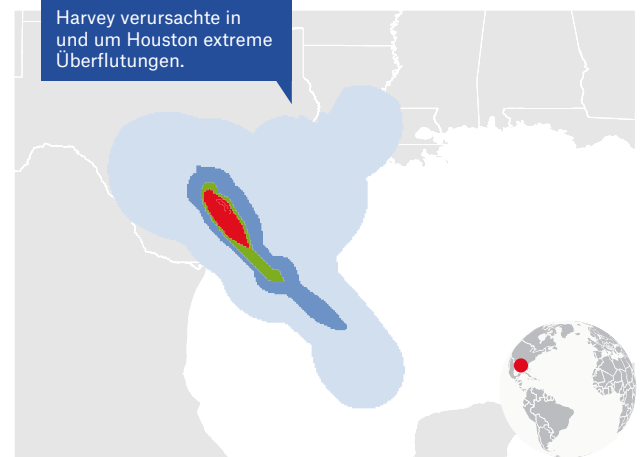 Harvey verursachte in
und um Houston extreme
Überflutungen.